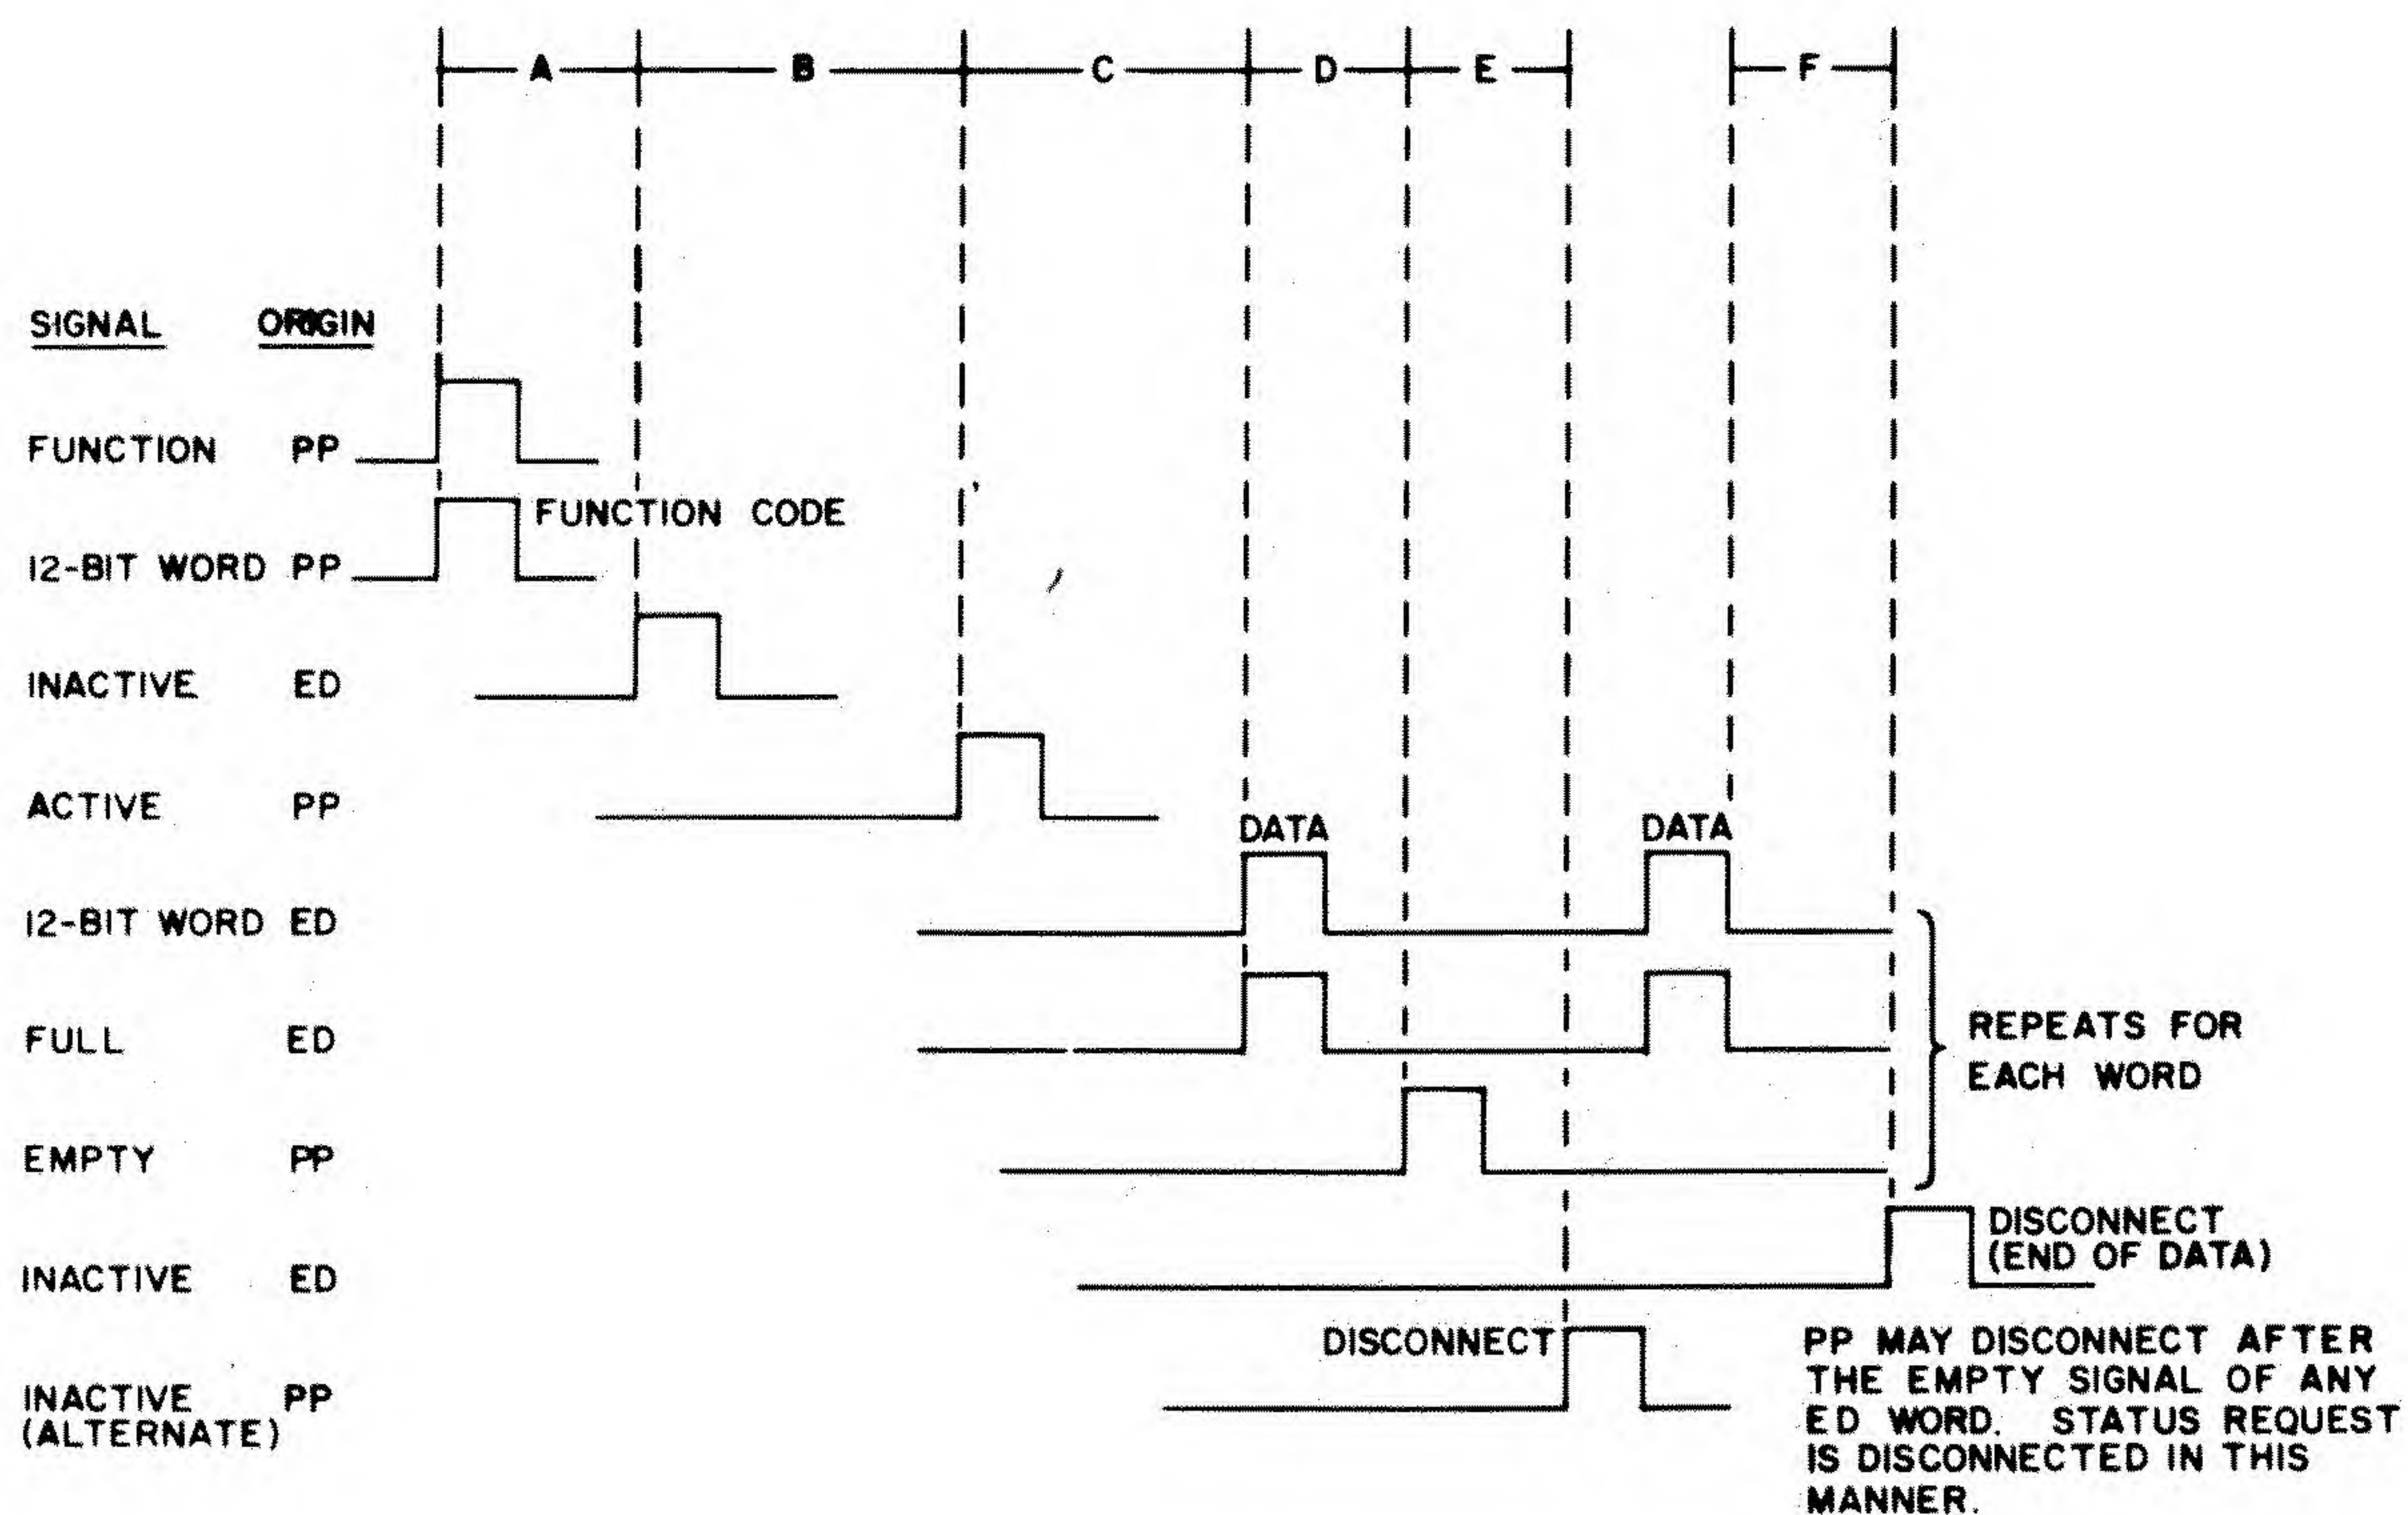 A B C D E F
SIGNAL ORIGIN
FUNCTION PP
FUNCTION CODE
12-BIT WORD PP
INACTIVE ED
ACTIVE PP
DATA DATA
12-BIT WORD ED
FULL ED
REPEATS FOR
EACH WORD
EMPTY PP
DISCONNECT
(END OF DATA)
INACTIVE ED
DISCONNECT
INACTIVE PP
(ALTERNATE)
PP MAY DISCONNECT AFTER
THE EMPTY SIGNAL OF ANY
ED WORD. STATUS REQUEST
IS DISCONNECTED IN THIS
MANNER.